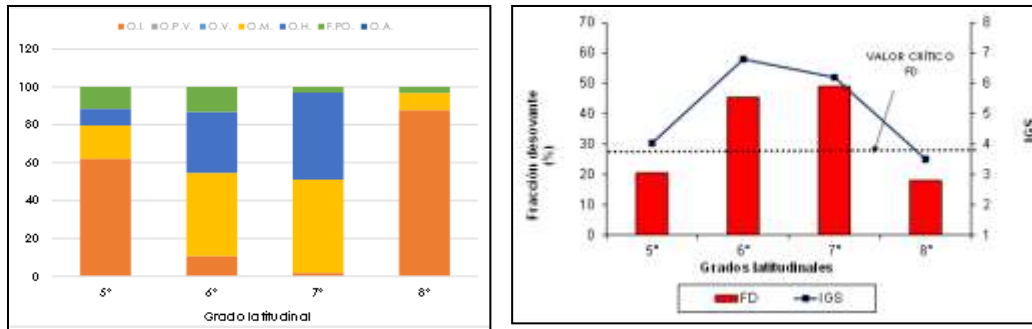 O.I. O.P.V. O.V. O.M. O.H. F.PO. O.A.
120
100
80
60
40
20
0
5° 6° 7° 8°
Grado latitudinal
70
60
50
40
30
20
10
0
Fracción desovante
(%)
8
7
6
5
4
3
2
1
IGS
VALOR CRÍTICO
FD
5° 6° 7° 8°
Grados latitudinales
FD IGS